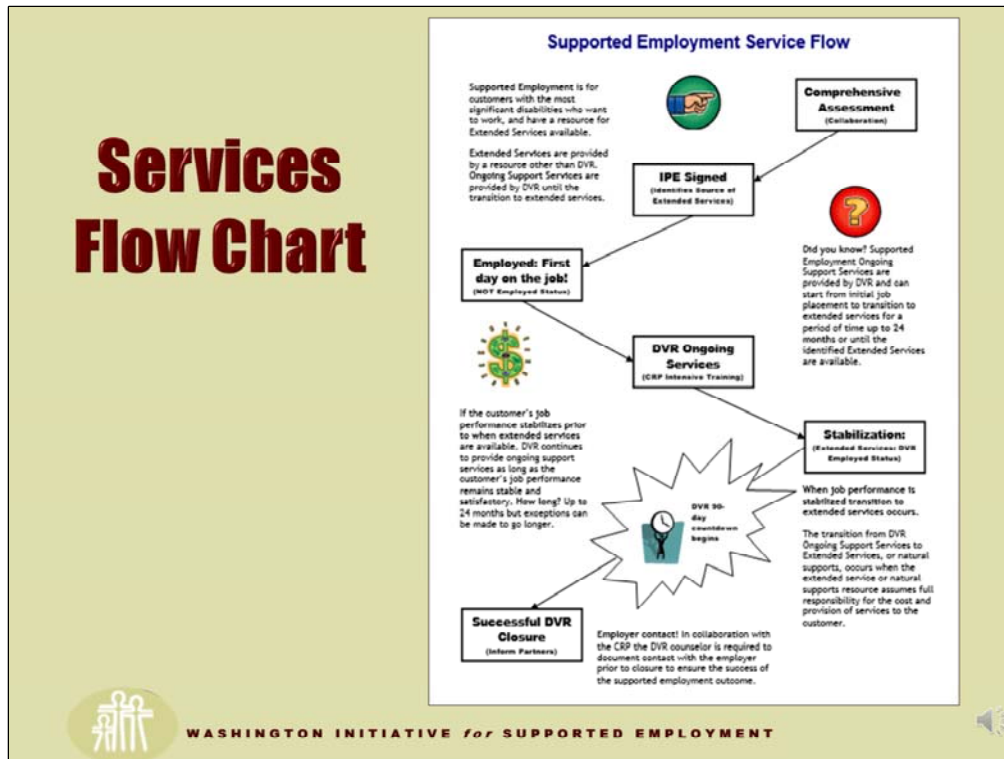 Services
Flow Chart
Supported Employment Service Flow
Supported Employment is for
customers with the most
significant disabilities who want
to work, and have a resource for
Extended Services available.
Extended Services are provided
by a resource other than DVR.
Ongoing Support Services are
provided by DVR until the
transition to extended services.
Comprehensive
Assessment
(Collaboration)
IPE Signed
(Identifies Source of
Extended Services)
?
Did you know? Supported
Employment Ongoing
Support Services are
provided by DVR and can
start from initial job
placement to transition to
extended services for a
period of time up to 24
months or until the
identified Extended Services
are available.
Employed: First
day on the job!
(NOT Employed Status)
$
DVR Ongoing
Services
(CRP Intensive Training)
If the customer's job
performance stabilizes prior
to when extended services
are available, DVR continues
to provide ongoing support
services as long as the
customer's job performance
remains stable and
satisfactory. How long? Up to
24 months but exceptions can
be made to go longer.
Stabilization:
(Extended Services: DVR
Employed Status)
When job performance is
stabilized transition to
extended services occurs.
The transition from DVR
Ongoing Support Services to
Extended Services, or natural
supports, occurs when the
extended service or natural
supports resource assumes full
responsibility for the cost and
provision of services to the
customer.
DVR 90-
day
countdown
begins
Successful DVR
Closure
(Inform Partners)
Employer contact! In collaboration with
the CRP the DVR counselor is required to
document contact with the employer
prior to closure to ensure the success of
the supported employment outcome.
WASHINGTON INITIATIVE for SUPPORTED EMPLOYMENT